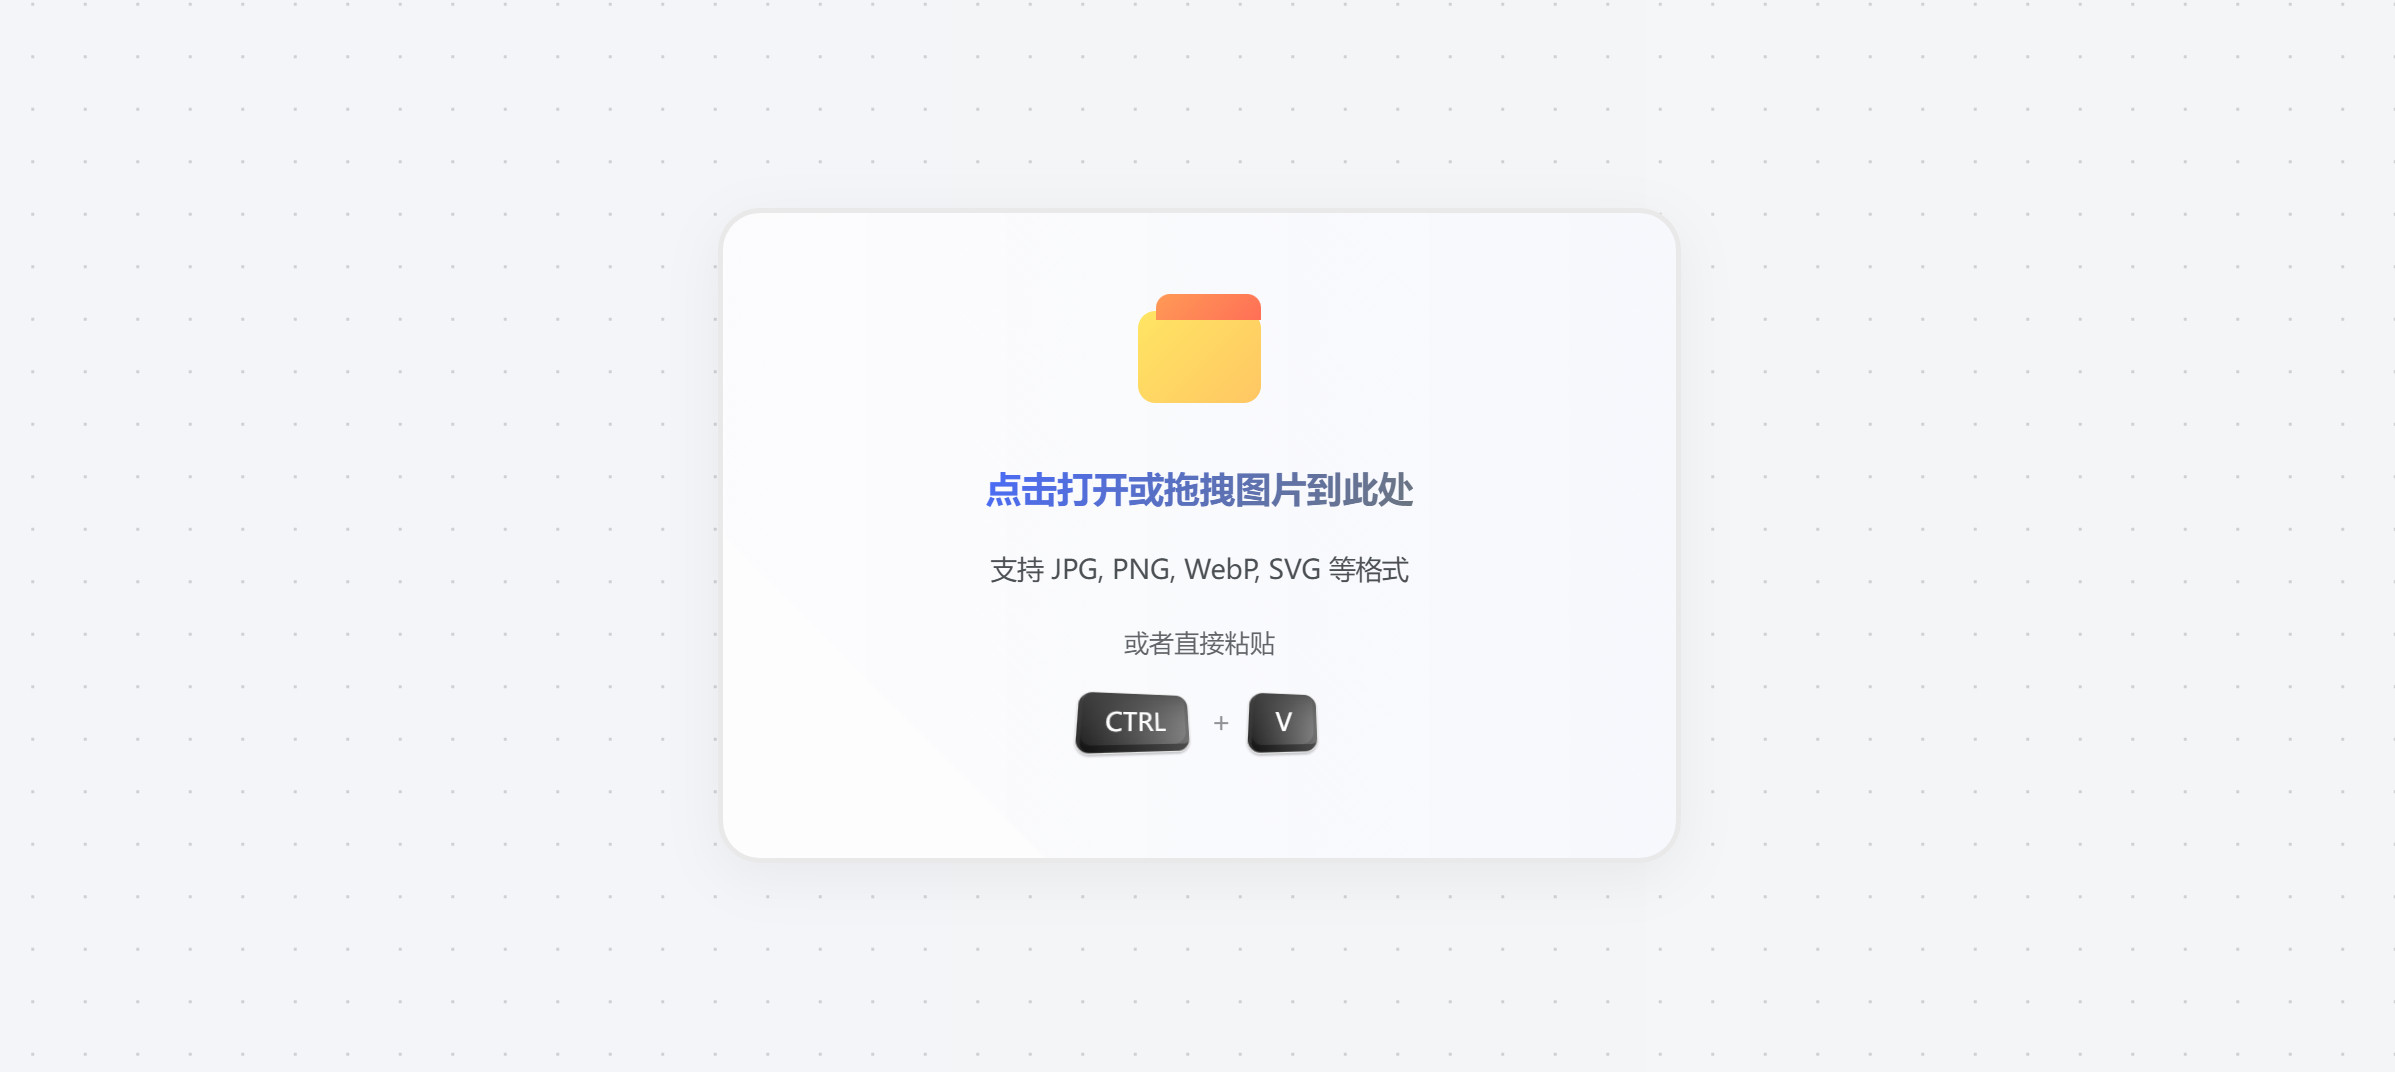 点击打开或拖拽图片到此处
支持 JPG, PNG, WebP, SVG 等格式
或者直接粘贴
CTRL + V